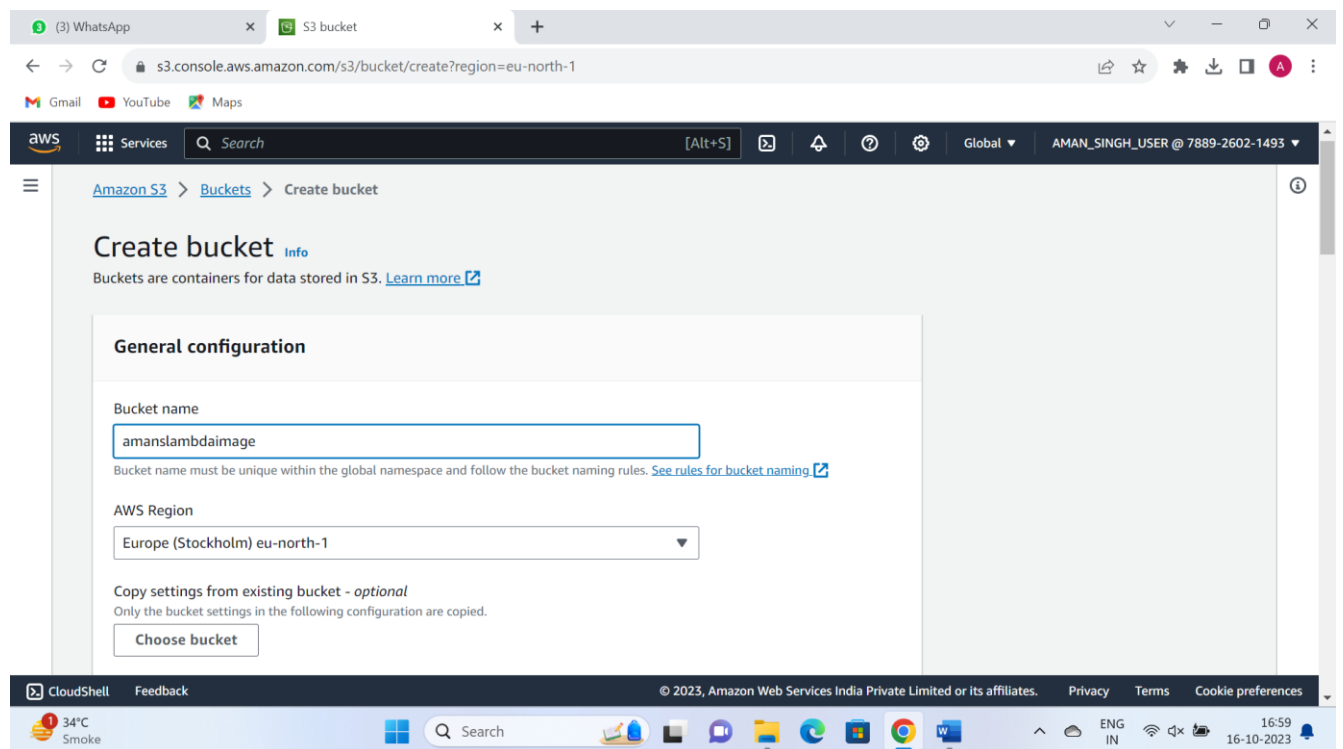 3 (3) WhatsApp S3 bucket
s3.console.aws.amazon.com/s3/bucket/create?region=eu-north-1 A
Gmail YouTube Maps
aws Services Search [Alt+S] Global AMAN_SINGH_USER @ 7889-2602-1493
Amazon S3 > Buckets > Create bucket
Create bucket Info
Buckets are containers for data stored in S3. Learn more
General configuration
Bucket name
amanslambdaimage
Bucket name must be unique within the global namespace and follow the bucket naming rules. See rules for bucket naming
AWS Region
Europe (Stockholm) eu-north-1
Copy settings from existing bucket - optional
Only the bucket settings in the following configuration are copied.
Choose bucket
CloudShell Feedback © 2023, Amazon Web Services India Private Limited or its affiliates. Privacy Terms Cookie preferences
1 34°C Search W ENG 16:59
Smoke IN 16-10-2023